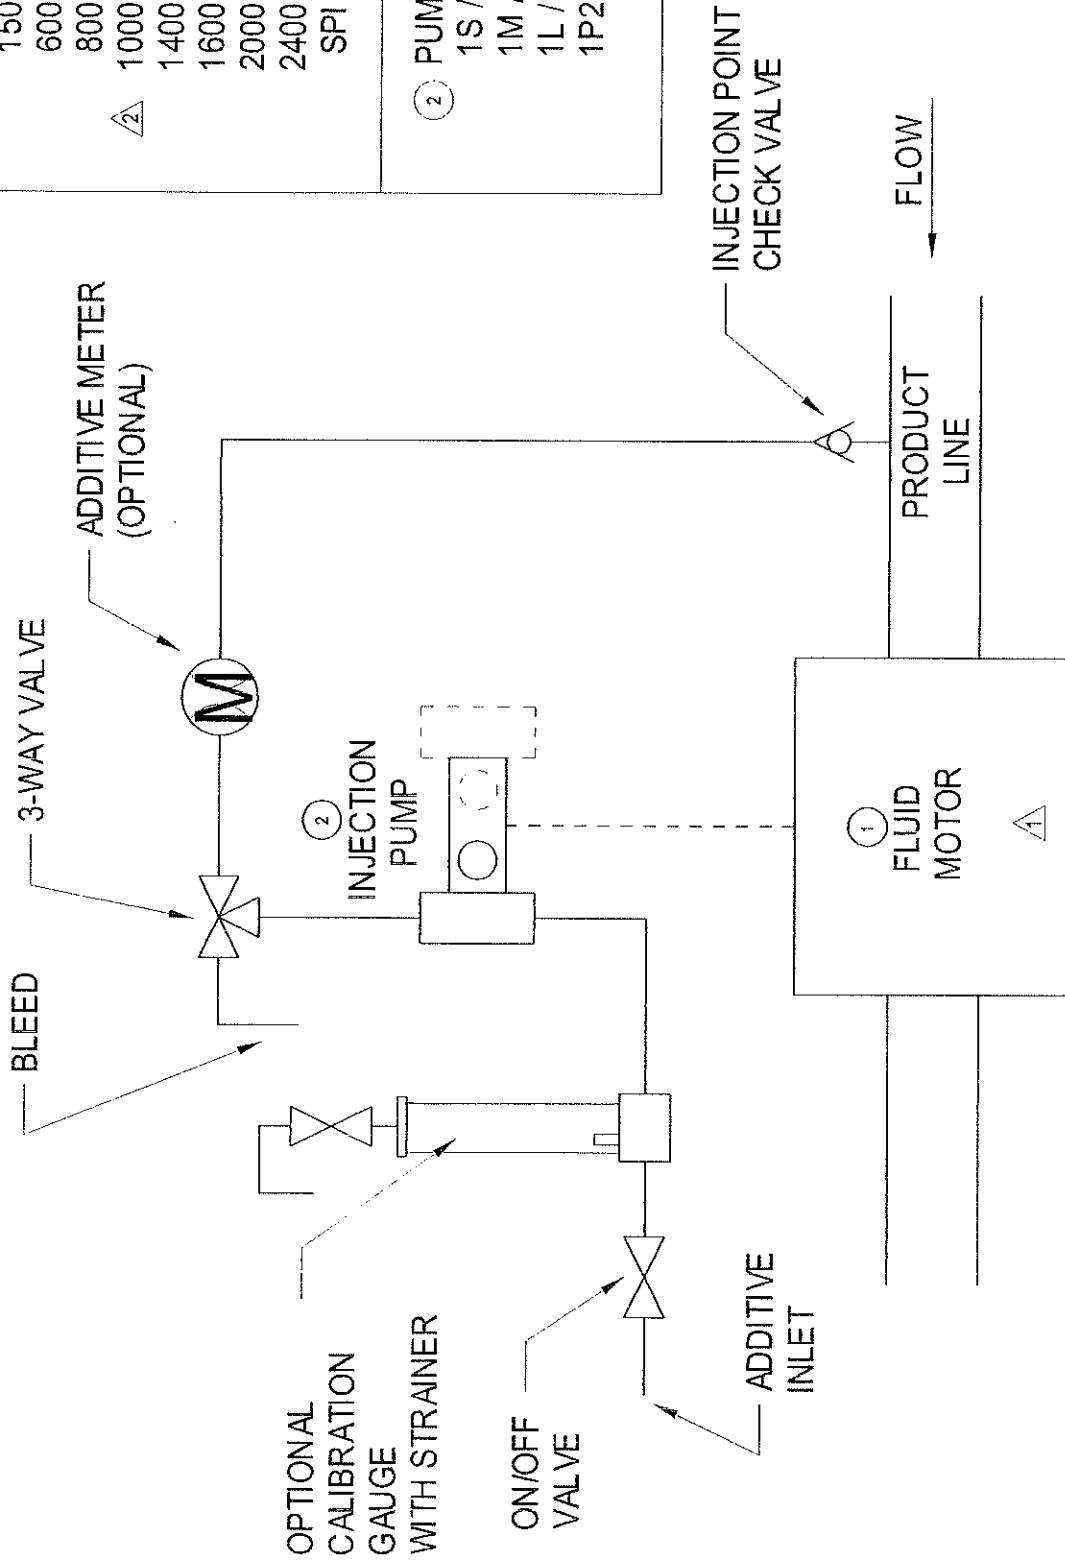 150
600
800
1000
1400
1600
2000
2400
SPI
2
2
PUM
1S /
1M
1L /
1P2
INJECTION POINT
CHECK VALVE
FLOW
ADDITIVE METER
(OPTIONAL)
3-WAY VALVE
M
BLEED
2
INJECTION
PUMP
PRODUCT
LINE
1
FLUID
MOTOR
1
OPTIONAL
CALIBRATION
GAUGE
WITH STRAINER
ON/OFF
VALVE
ADDITIVE
INLET